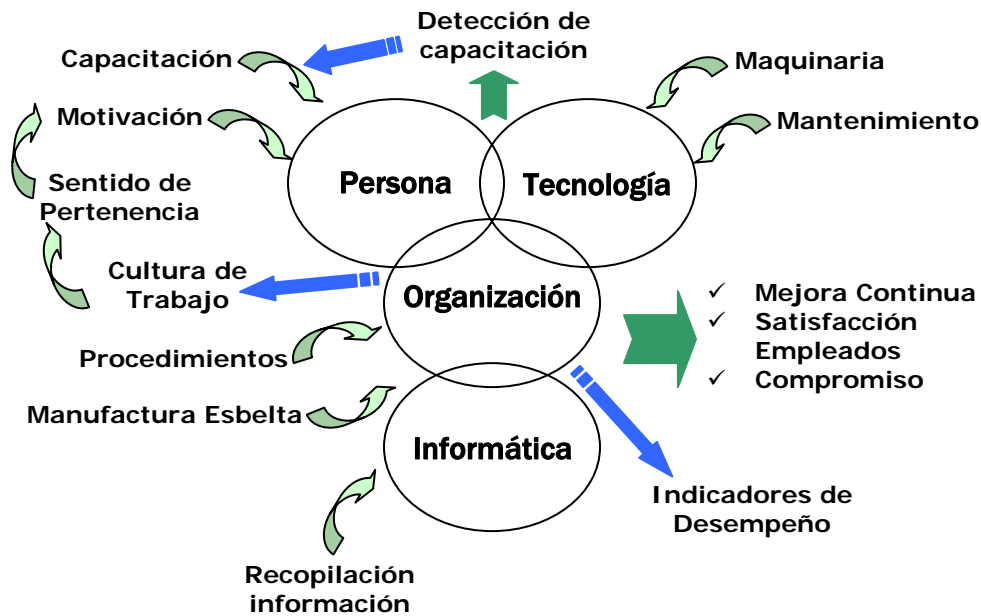 Detección de
capacitación
Capacitación
Maquinaria
Motivación
Mantenimiento
Persona
Tecnología
Sentido de
Pertenencia
Cultura de
Trabajo
Organización
✓ Mejora Continua
✓ Satisfacción
Empleados
✓ Compromiso
Procedimientos
Manufactura Esbelta
Informática
Indicadores de
Desempeño
Recopilación
información